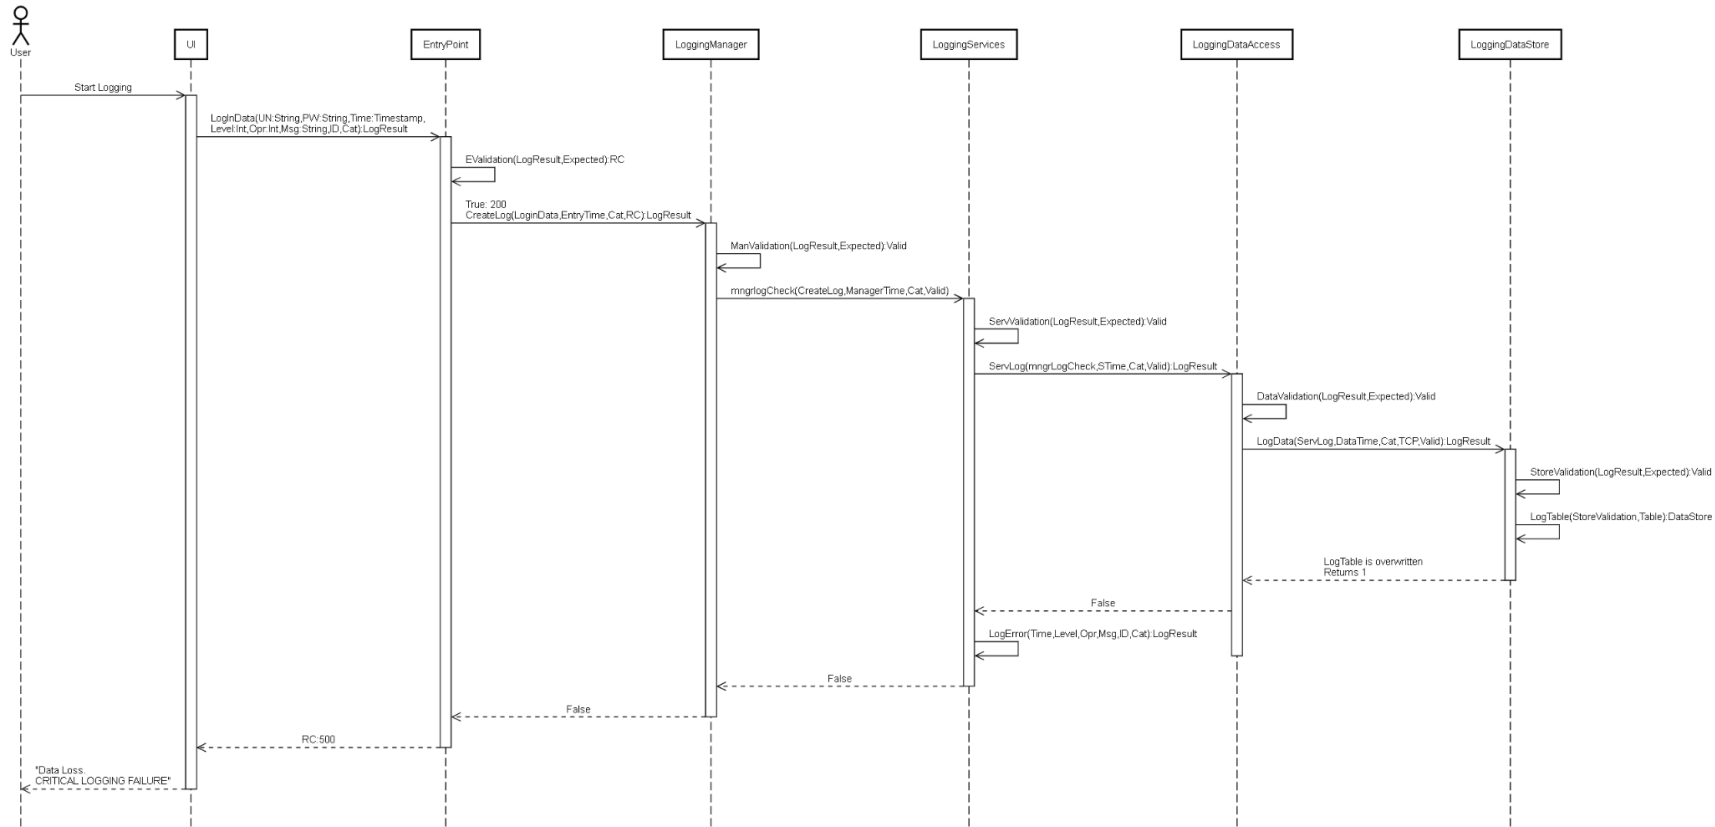 User
UI
EntryPoint
LoggingManager
LoggingServices
LoggingDataAccess
LoggingDataStore
Start Logging
LogInData(UN:String,PW:String,Time:Timestamp,
Level:Int,Opr:Int,Msg:String,ID,Cat):LogResult
EValidation(LogResult,Expected):RC
True: 200
CreateLog(LoginData,EntryTime,Cat,RC):LogResult
ManValidation(LogResult,Expected):Valid
mngrlogCheck(CreateLog,ManagerTime,Cat,Valid)
ServValidation(LogResult,Expected):Valid
ServLog(mngrLogCheck,STime,Cat,Valid):LogResult
DataValidation(LogResult,Expected):Valid
LogData(ServLog,DataTime,Cat,TCP,Valid):LogResult
StoreValidation(LogResult,Expected):Valid
LogTable(StoreValidation,Table):DataStore
LogTable is overwritten
Returns 1
False
LogError(Time,Level,Opr,Msg,ID,Cat):LogResult
False
False
RC:500
"Data Loss.
CRITICAL LOGGING FAILURE"